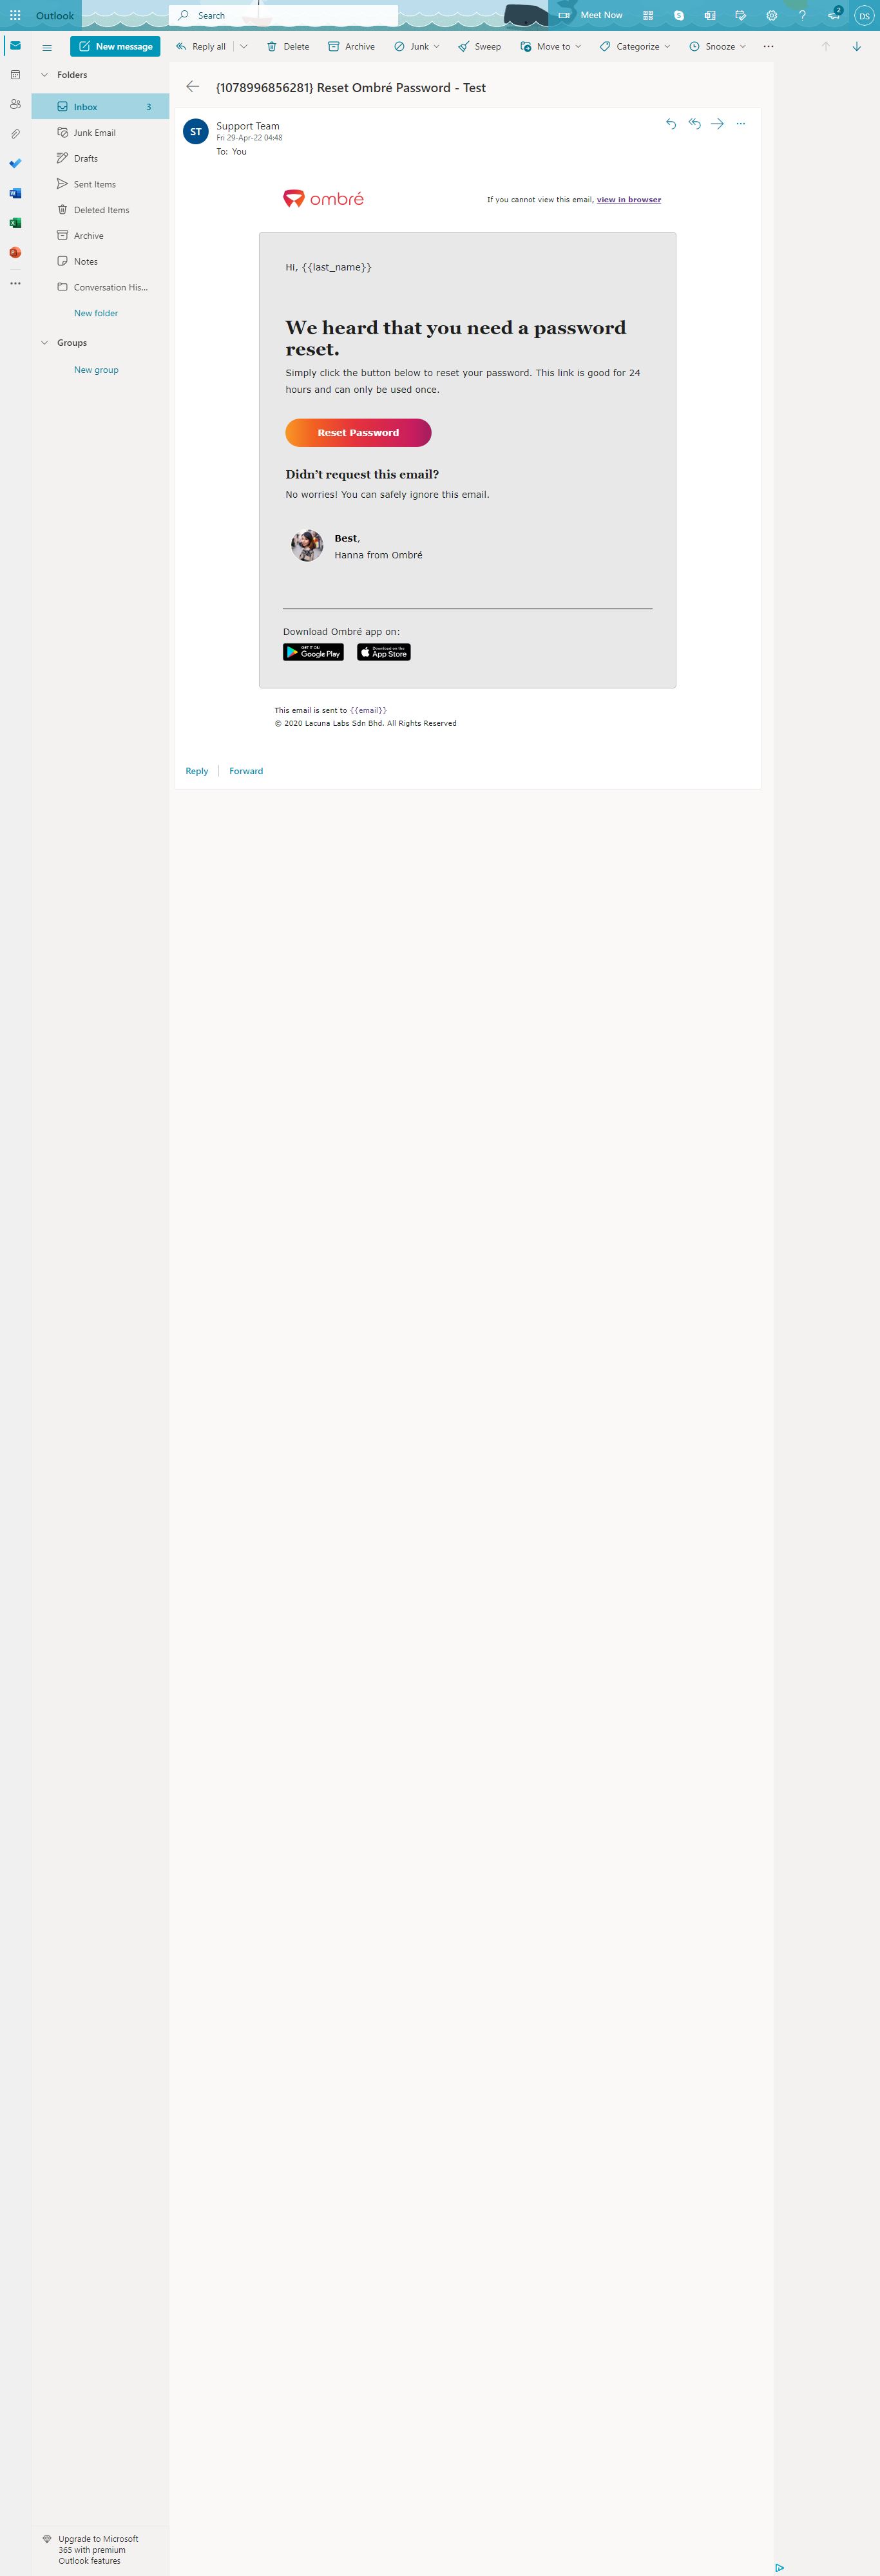 Outlook
Search
Meet Now
2
DS
New message
Reply all
Delete
Archive
Junk
Sweep
Move to
Categorize
Snooze
Folders
Inbox 3
Junk Email
Drafts
Sent Items
Deleted Items
Archive
Notes
Conversation His...
New folder
Groups
New group
{1078996856281} Reset Ombré Password - Test
ST
Support Team
Fri 29-Apr-22 04:48
To: You
ombré
If you cannot view this email, view in browser
Hi, {{last_name}}
We heard that you need a password
reset.
Simply click the button below to reset your password. This link is good for 24
hours and can only be used once.
Reset Password
Didn’t request this email?
No worries! You can safely ignore this email.
Best,
Hanna from Ombré
Download Ombré app on:
GET IT ON
Google Play
Download on the
App Store
This email is sent to {{email}}
© 2020 Lacuna Labs Sdn Bhd. All Rights Reserved
Reply
Forward
Upgrade to Microsoft
365 with premium
Outlook features